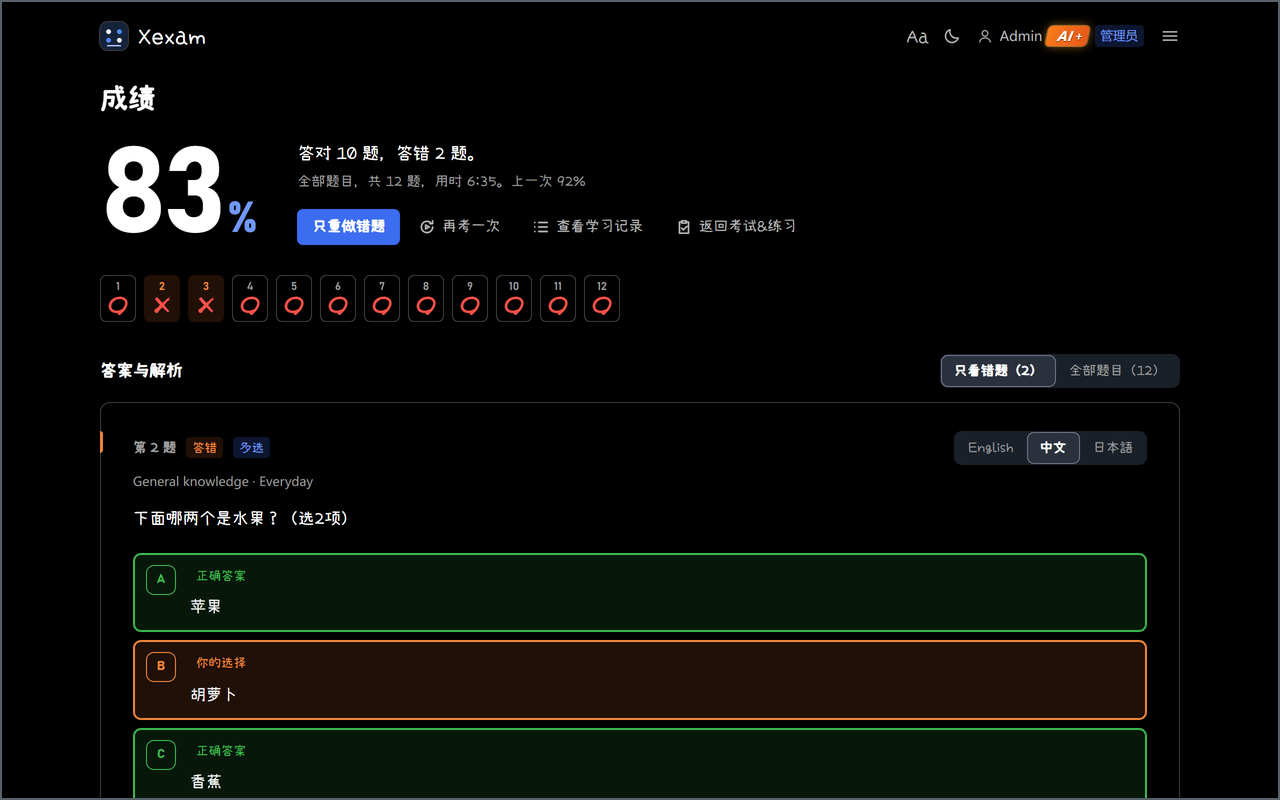 Xexam
Aa Admin AI+ 管理员
成绩
83%
答对 10 题，答错 2 题。
全部题目，共 12 题，用时 6:35。上一次 92%
只重做错题 再考一次 查看学习记录 返回考试&练习
1 2 3 4 5 6 7 8 9 10 11 12
答案与解析 只看错题（2） 全部题目（12）
第 2 题 答错 多选 English 中文 日本語
General knowledge · Everyday
下面哪两个是水果？（选2项）
A 正确答案
苹果
B 你的选择
胡萝卜
C 正确答案
香蕉